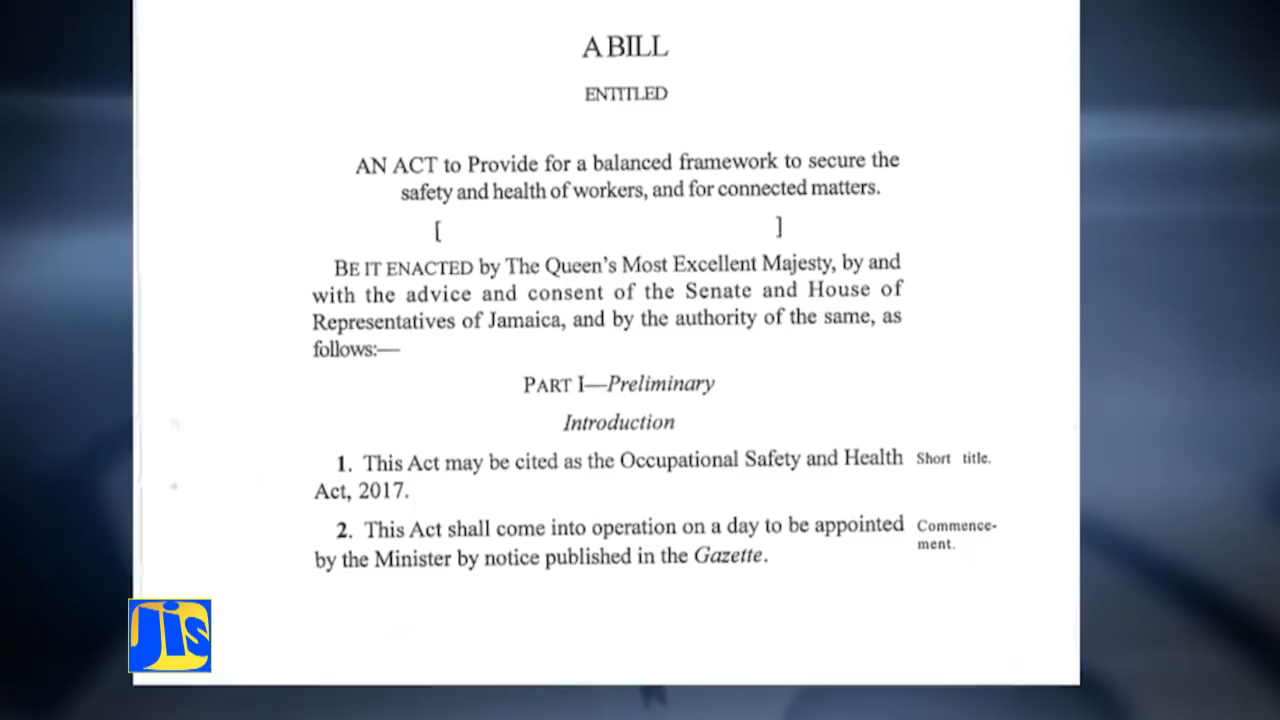 A BILL
ENTITLED
AN ACT to Provide for a balanced framework to secure the
safety and health of workers, and for connected matters.
[ ]
BE IT ENACTED by The Queen's Most Excellent Majesty, by and
with the advice and consent of the Senate and House of
Representatives of Jamaica, and by the authority of the same, as
follows:—
PART I—Preliminary
Introduction
1. This Act may be cited as the Occupational Safety and Health Short title.
Act, 2017.
2. This Act shall come into operation on a day to be appointed Commence-
by the Minister by notice published in the Gazette. ment.
Jis